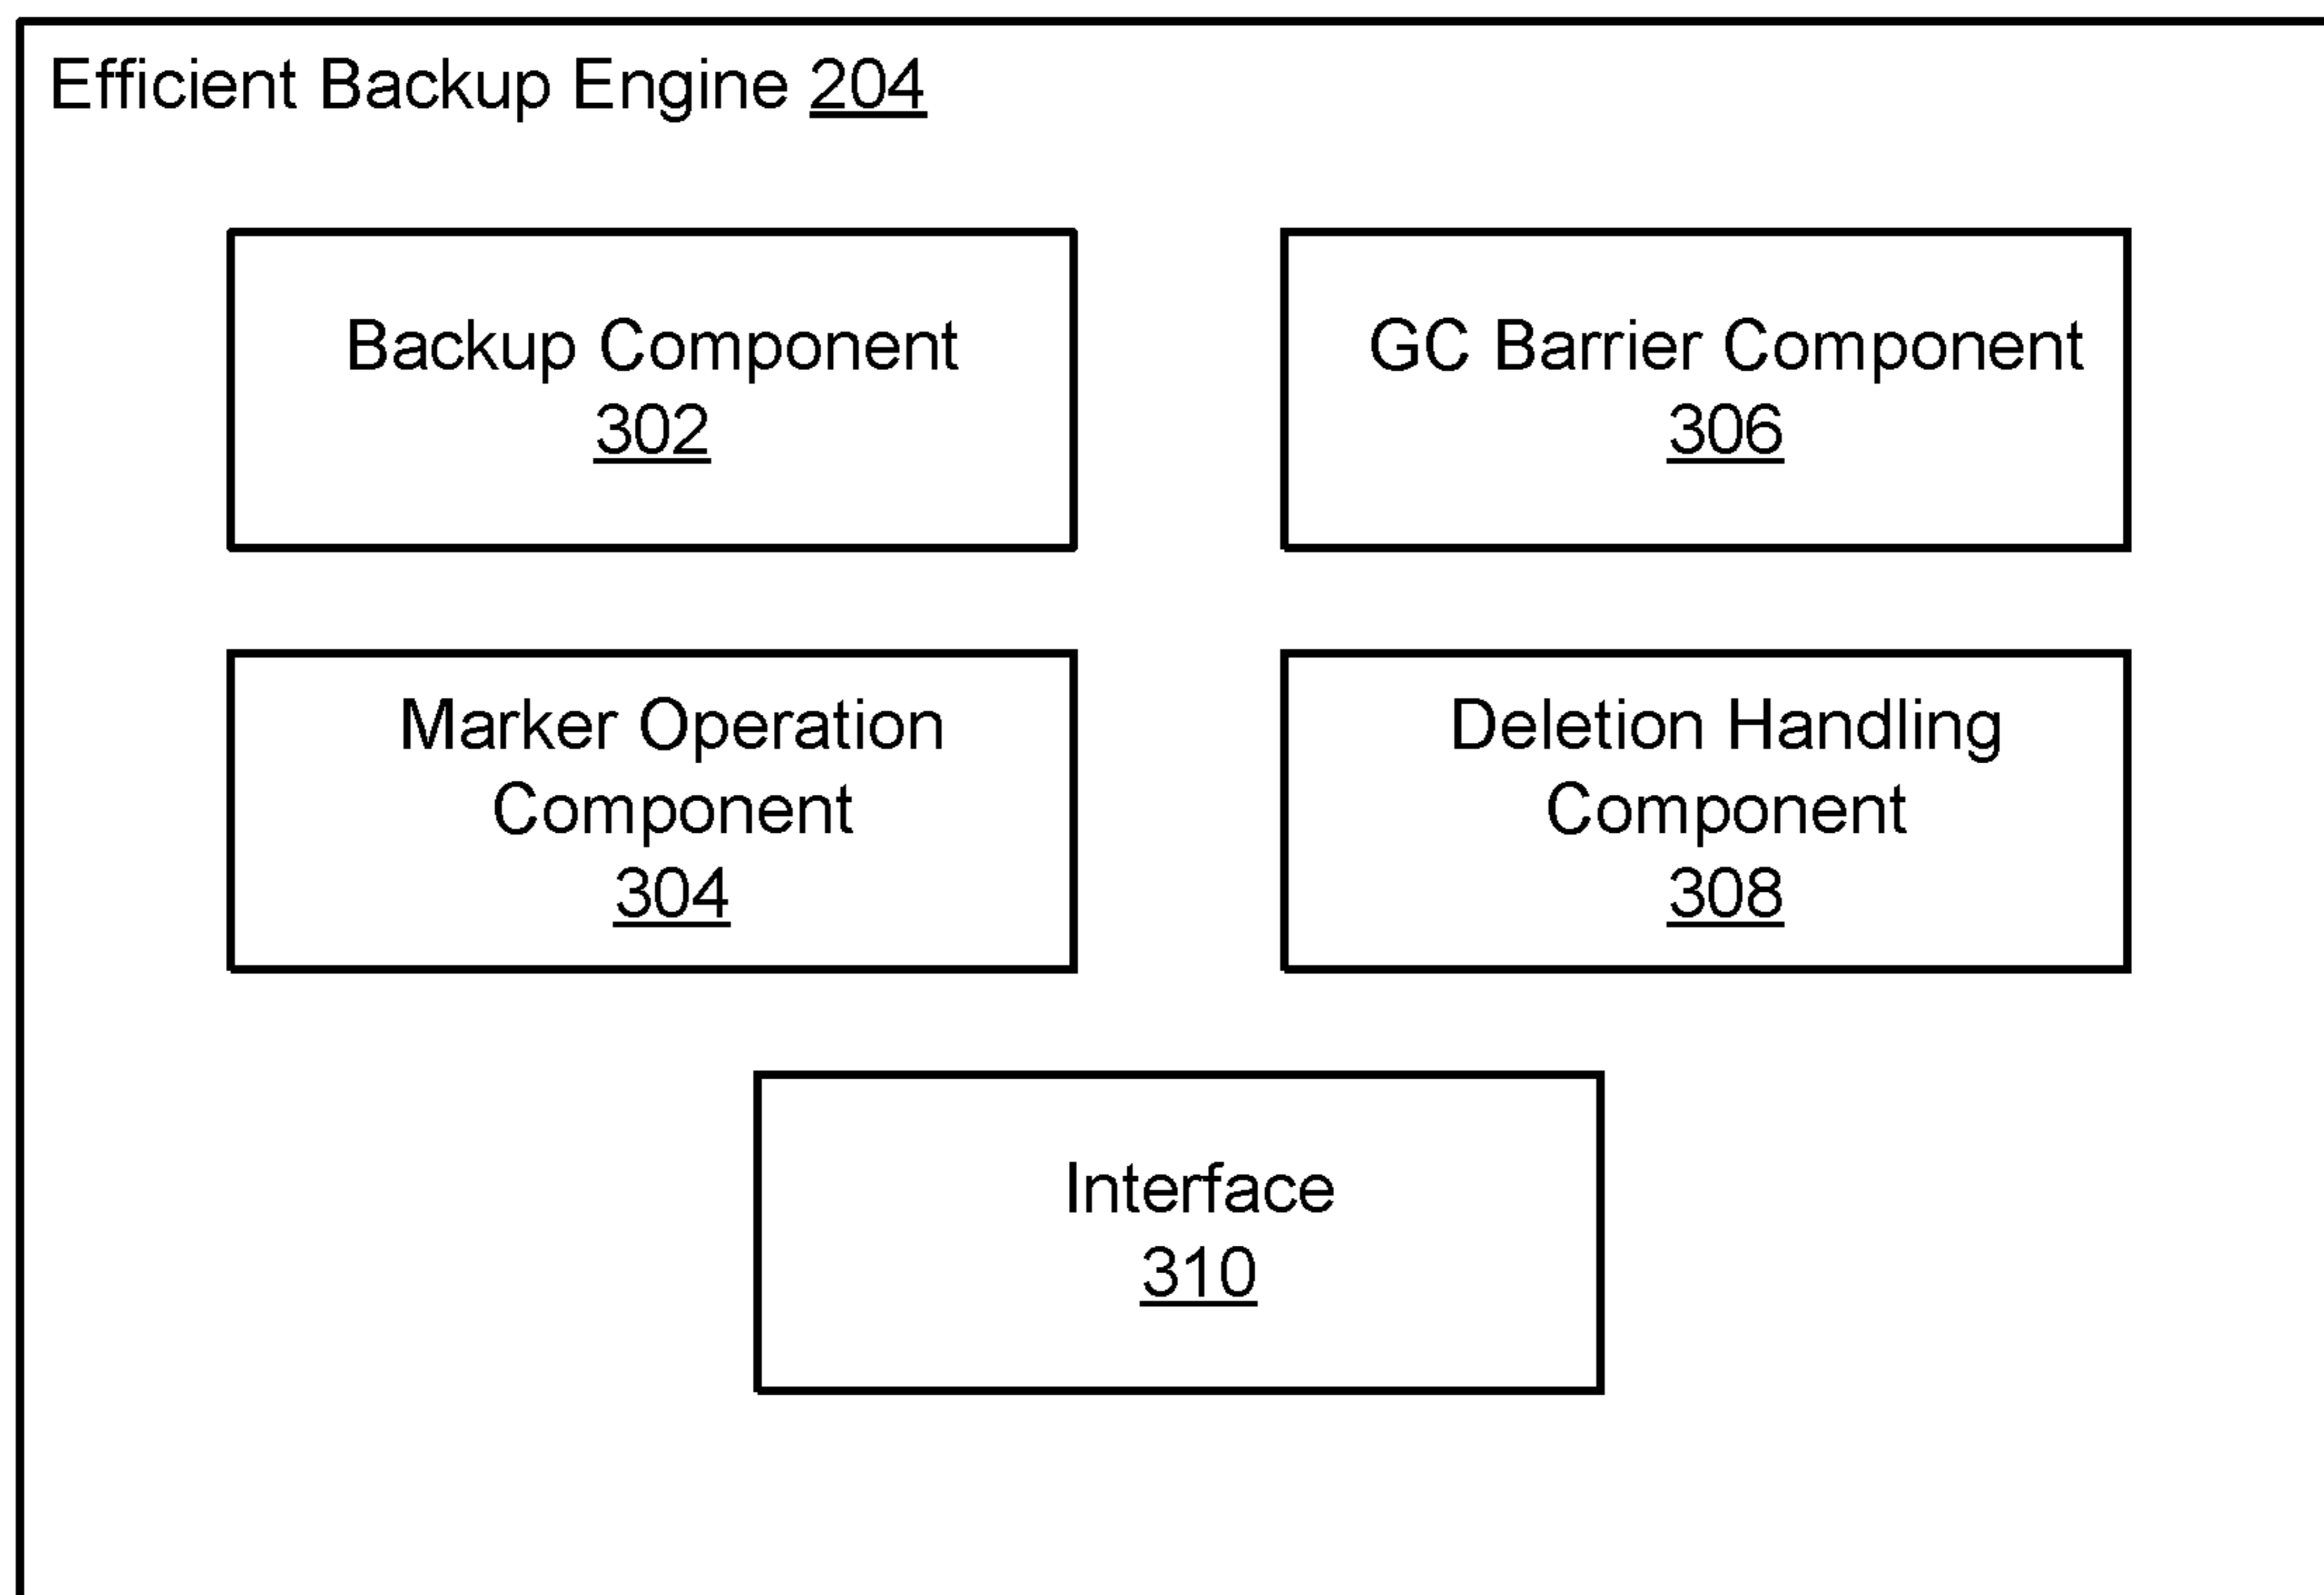 Efficient Backup Engine 204
Backup Component
302
GC Barrier Component
306
Marker Operation
Component
304
Deletion Handling
Component
308
Interface
310